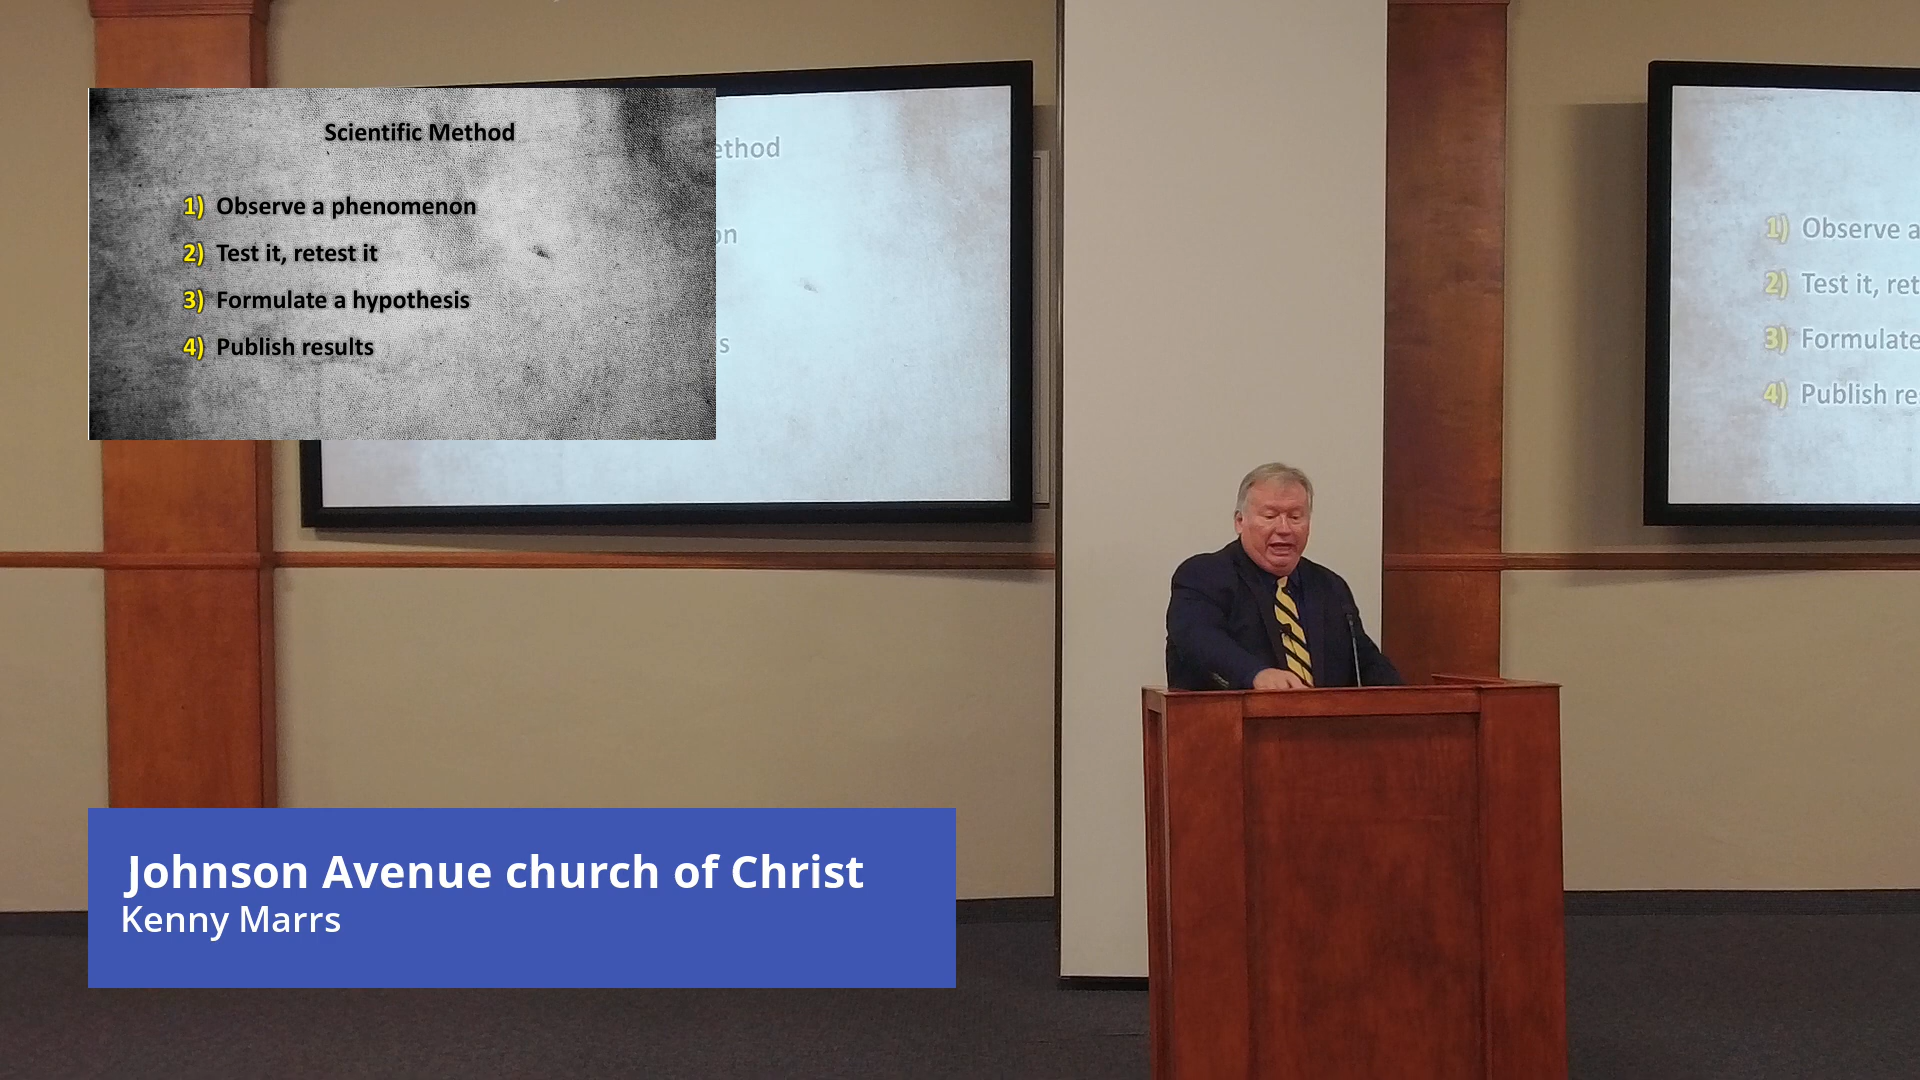 Scientific Method
1) Observe a phenomenon
2) Test it, retest it
3) Formulate a hypothesis
4) Publish results
ethod
on
s
1) Observe a
2) Test it, ret
3) Formulate
4) Publish re
Johnson Avenue church of Christ
Kenny Marrs